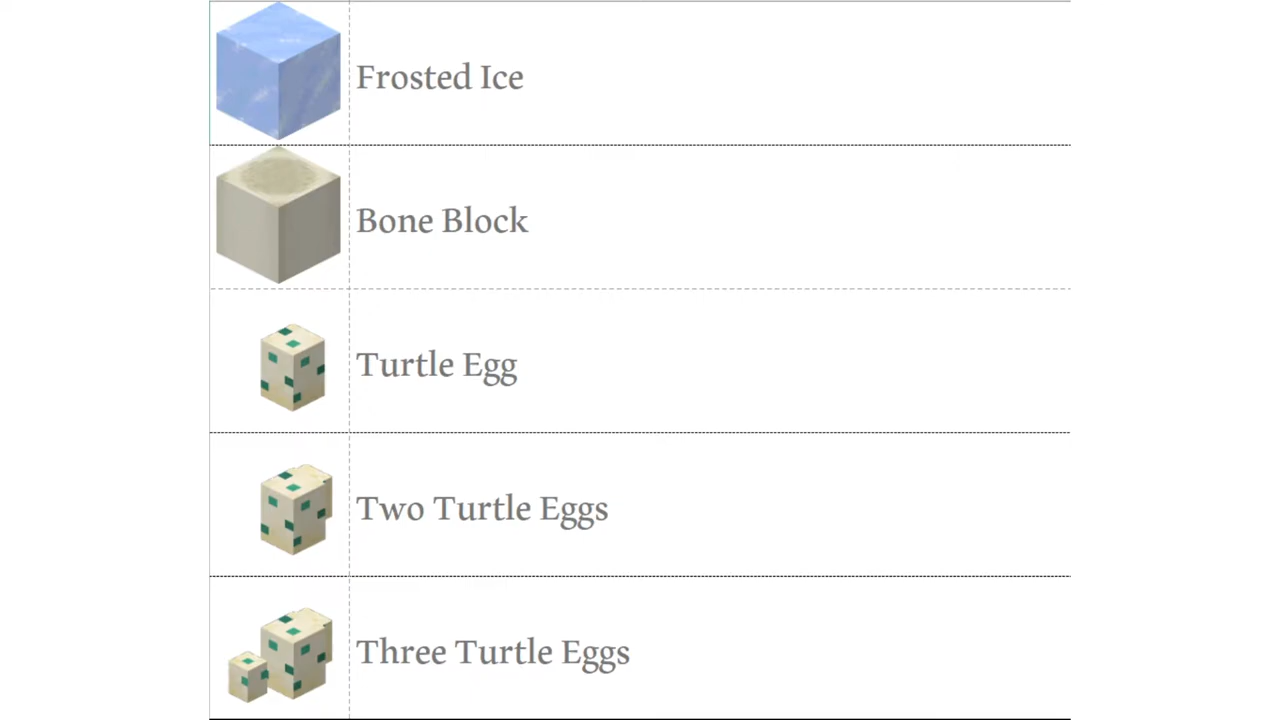 Frosted Ice
Bone Block
Turtle Egg
Two Turtle Eggs
Three Turtle Eggs